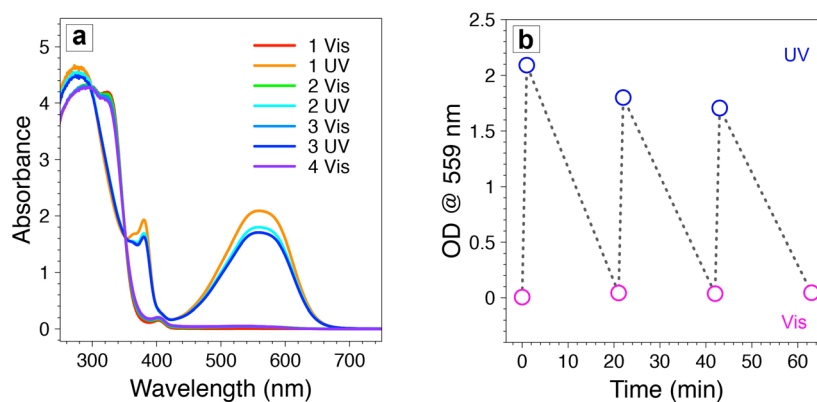 a
Absorbance
5
4
3
2
1
0
300
400
500
600
700
Wavelength (nm)
1 Vis
1 UV
2 Vis
2 UV
3 Vis
3 UV
4 Vis
b
OD @ 559 nm
2.5
2
1.5
1
0.5
0
0
10
20
30
40
50
60
Time (min)
UV
Vis